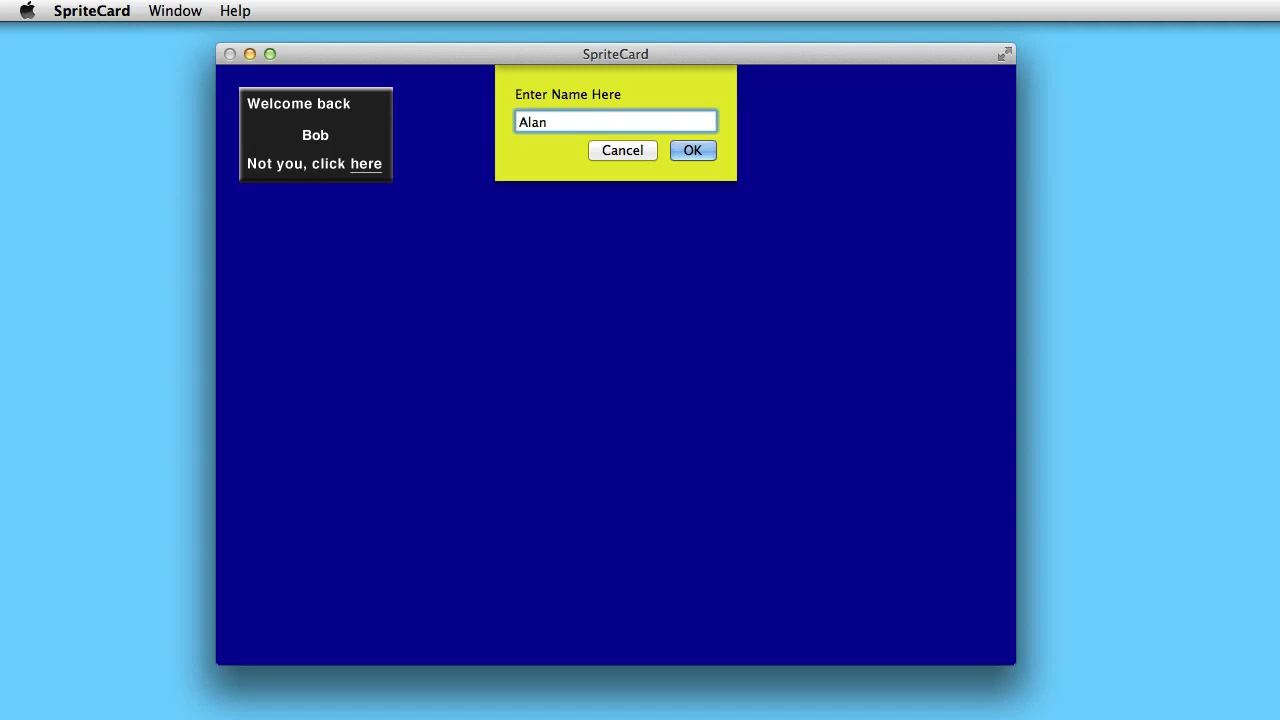 SpriteCard Window Help
SpriteCard
Welcome back
Bob
Not you, click here
Enter Name Here
Alan
Cancel OK